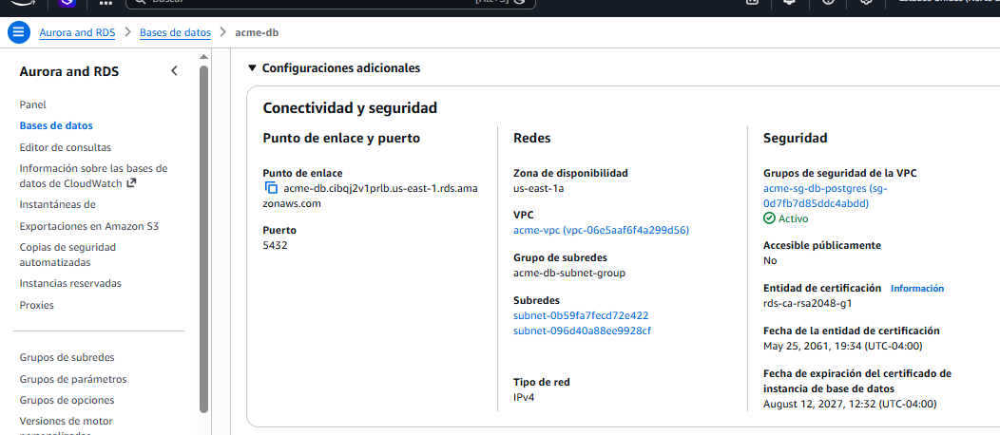 Aurora and RDS > Bases de datos > acme-db
Aurora and RDS
Panel
Bases de datos
Editor de consultas
Información sobre las bases
de datos de CloudWatch
Instantáneas de
Exportaciones en Amazon S3
Copias de seguridad
automatizadas
Instancias reservadas
Proxies
Grupos de subredes
Grupos de parámetros
Grupos de opciones
Versiones de motor
Configuraciones adicionales
Conectividad y seguridad
Punto de enlace y puerto
Punto de enlace
acme-db.cibqj2v1prlb.us-east-1.rds.ama
zonaws.com
Puerto
5432
Redes
Zona de disponibilidad
us-east-1a
VPC
acme-vpc (vpc-06e5aaf6f4a299d56)
Grupo de subredes
acme-db-subnet-group
Subredes
subnet-0b59fa7fecd72e422
subnet-096d40a88ee9928cf
Tipo de red
IPv4
Seguridad
Grupos de seguridad de la VPC
acme-sg-db-postgres (sg-
0d7fb7d85ddc4abdd)
Activo
Accesible públicamente
No
Entidad de certificación Información
rds-ca-rsa2048-g1
Fecha de la entidad de certificación
May 25, 2061, 19:34 (UTC-04:00)
Fecha de expiración del certificado de
instancia de base de datos
August 12, 2027, 12:32 (UTC-04:00)